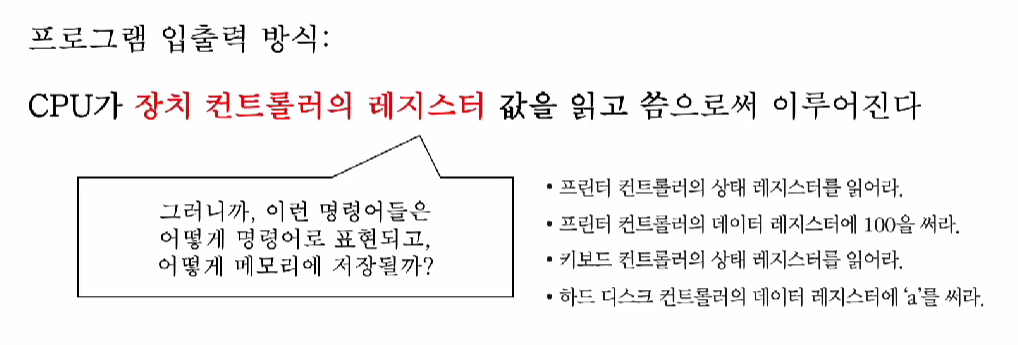 프로그램 입출력 방식:
CPU가 장치 컨트롤러의 레지스터 값을 읽고 씀으로써 이루어진다
그러니까, 이런 명령어들은
어떻게 명령어로 표현되고,
어떻게 메모리에 저장될까?
• 프린터 컨트롤러의 상태 레지스터를 읽어라.
• 프린터 컨트롤러의 데이터 레지스터에 100을 써라.
• 키보드 컨트롤러의 상태 레지스터를 읽어라.
• 하드 디스크 컨트롤러의 데이터 레지스터에 ‘a’를 써라.